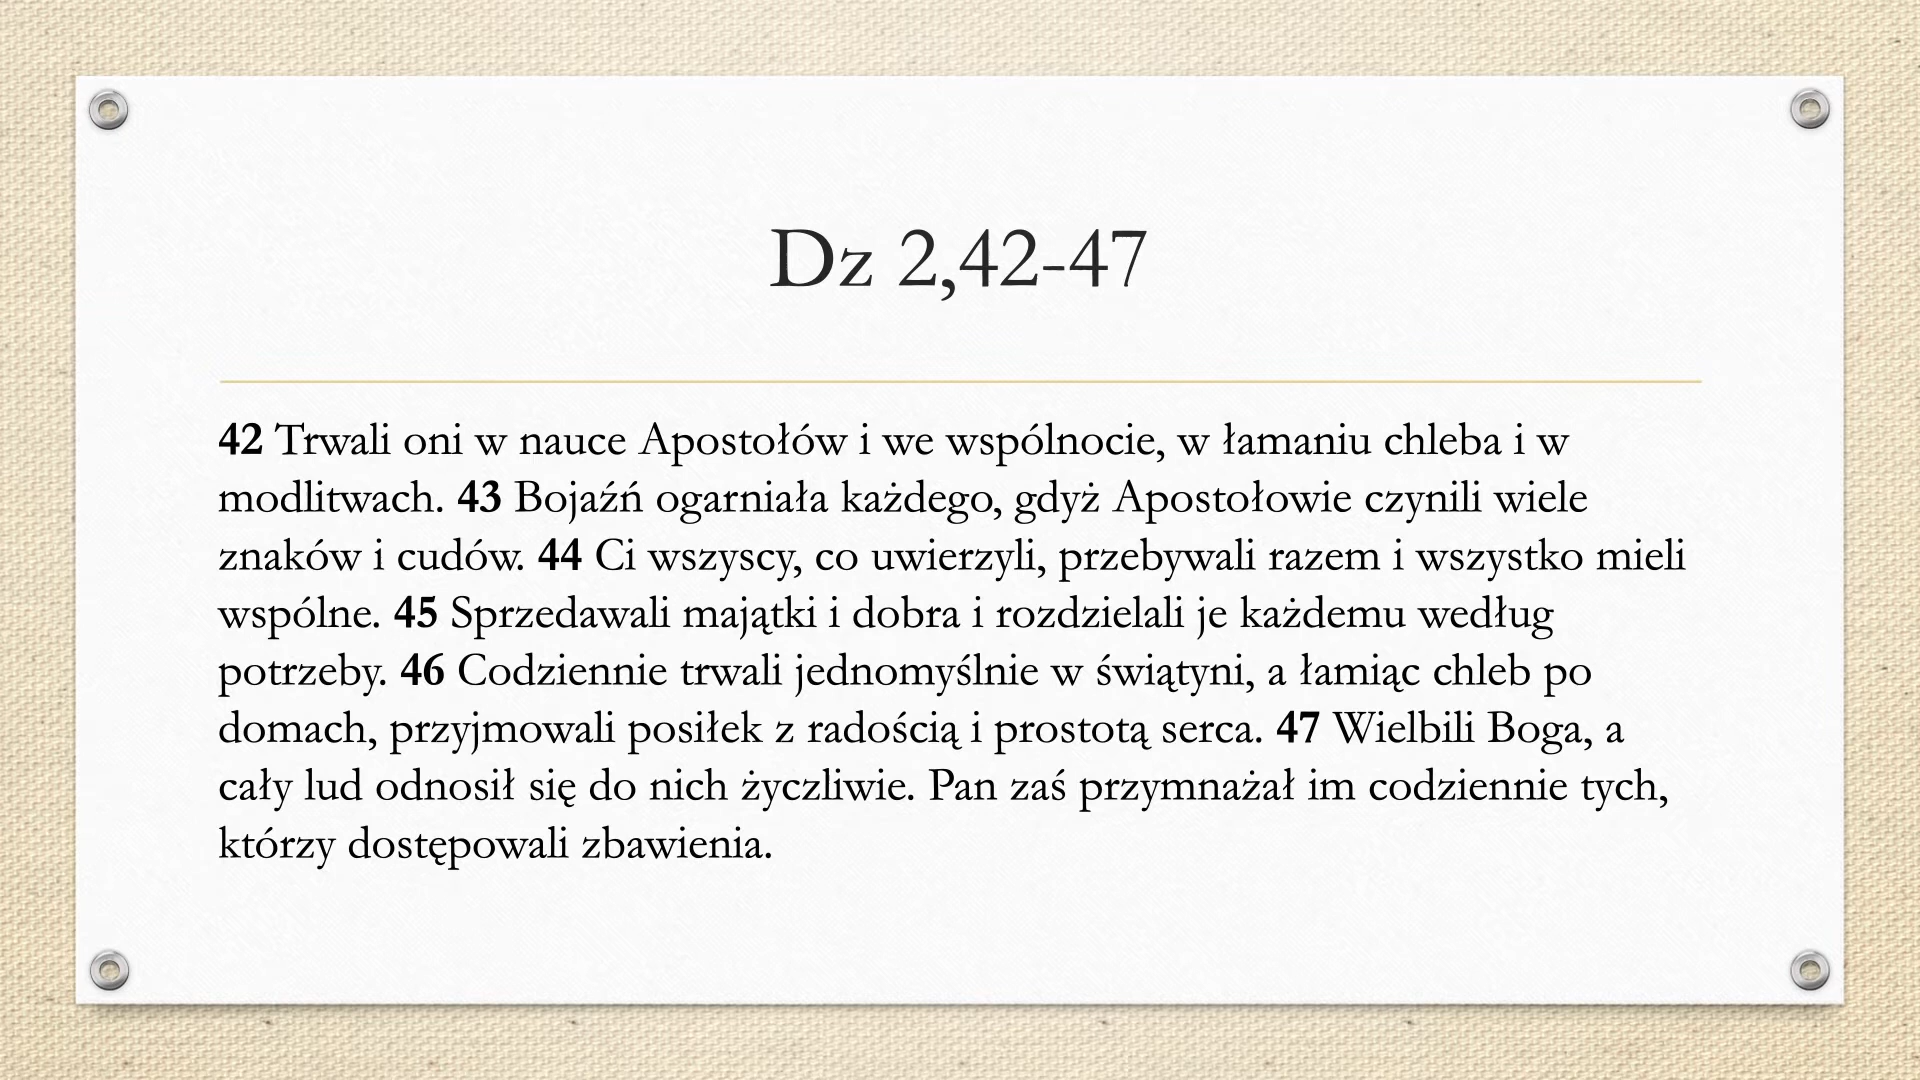 Dz 2,42-47
42 Trwali oni w nauce Apostołów i we wspólnocie, w łamaniu chleba i w
modlitwach. 43 Bojaźń ogarniała każdego, gdyż Apostołowie czynili wiele
znaków i cudów. 44 Ci wszyscy, co uwierzyli, przebywali razem i wszystko mieli
wspólne. 45 Sprzedawali majątki i dobra i rozdzielali je każdemu według
potrzeby. 46 Codziennie trwali jednomyślnie w świątyni, a łamiąc chleb po
domach, przyjmowali posiłek z radością i prostotą serca. 47 Wielbili Boga, a
cały lud odnosił się do nich życzliwie. Pan zaś przymnażał im codziennie tych,
którzy dostępowali zbawienia.